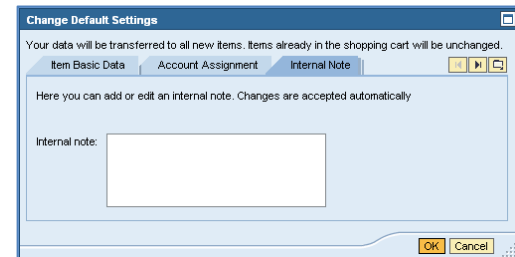 Change Default Settings
Your data will be transferred to all new items. Items already in the shopping cart will be unchanged.
Item Basic Data Account Assignment Internal Note
Here you can add or edit an internal note. Changes are accepted automatically
Internal note:
OK Cancel